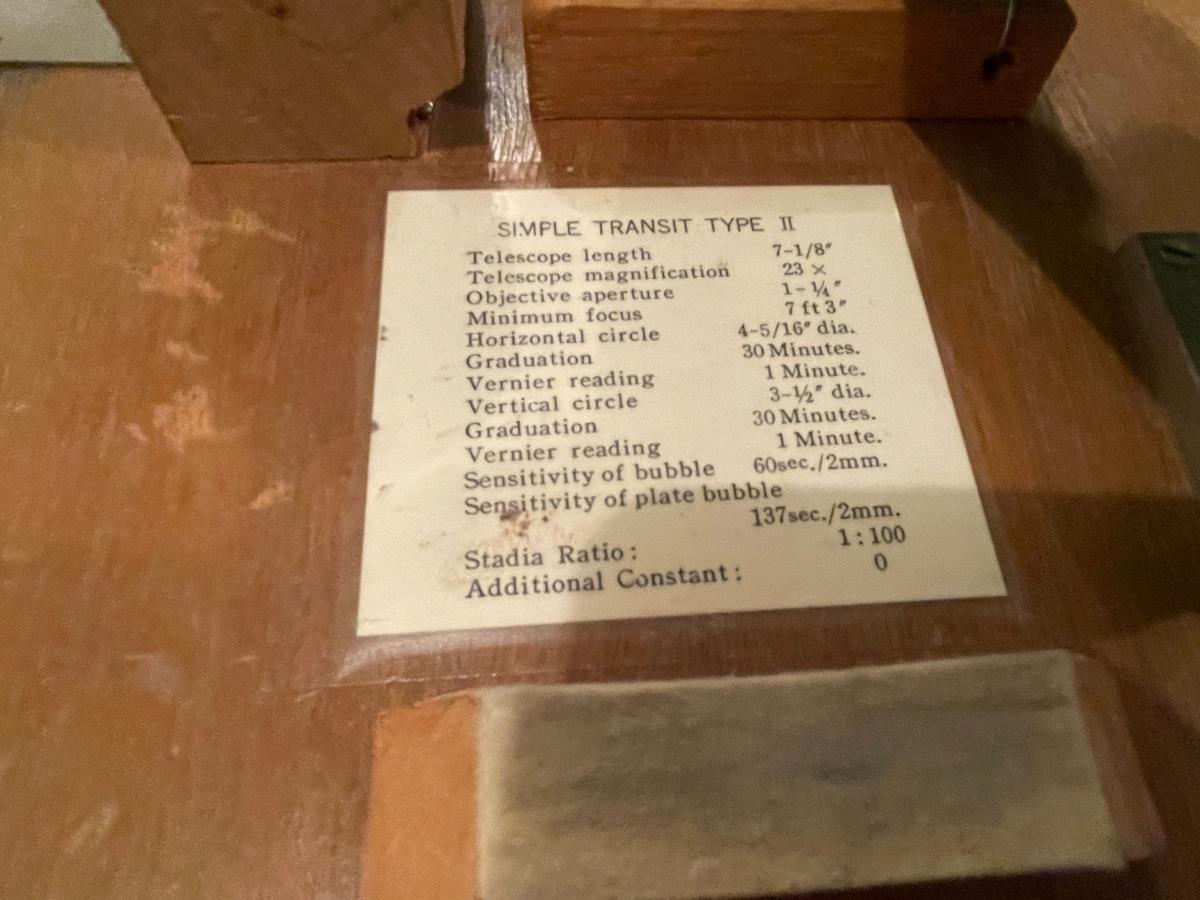 SIMPLE TRANSIT TYPE II
Telescope length 7-1/8"
Telescope magnification 23 ×
Objective aperture 1-¼"
Minimum focus 7 ft 3"
Horizontal circle 4-5/16" dia.
Graduation 30 Minutes.
Vernier reading 1 Minute.
Vertical circle 3-½" dia.
Graduation 30 Minutes.
Vernier reading 1 Minute.
Sensitivity of bubble 60sec./2mm.
Sensitivity of plate bubble
137sec./2mm.
Stadia Ratio: 1:100
Additional Constant: 0